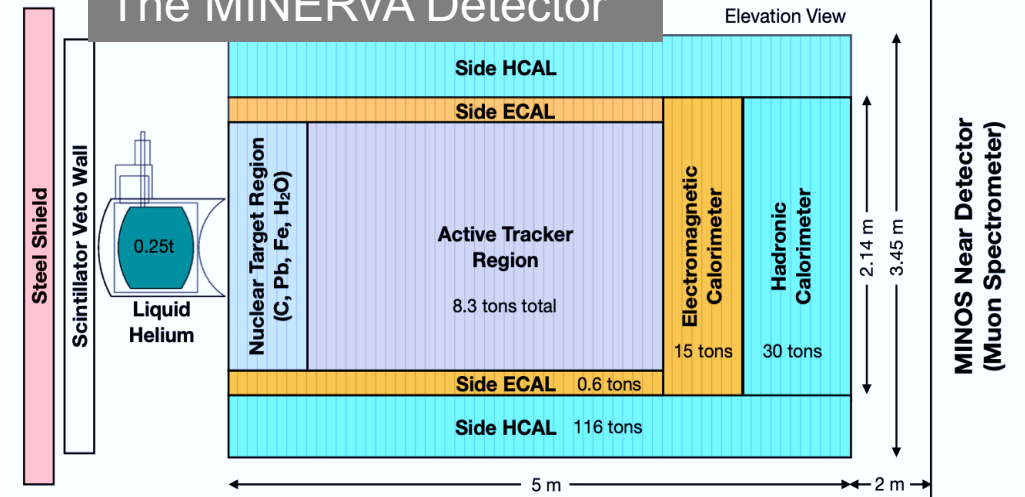 The MINERvA Detector
Elevation View
Steel Shield
Scintillator Veto Wall
0.25t
Liquid
Helium
Side HCAL
Side ECAL
Nuclear Target Region
(C, Pb, Fe, H₂O)
Active Tracker
Region
8.3 tons total
Electromagnetic
Calorimeter
15 tons
Hadronic
Calorimeter
30 tons
Side ECAL 0.6 tons
Side HCAL 116 tons
2.14 m
3.45 m
5 m
2 m
MINOS Near Detector
(Muon Spectrometer)